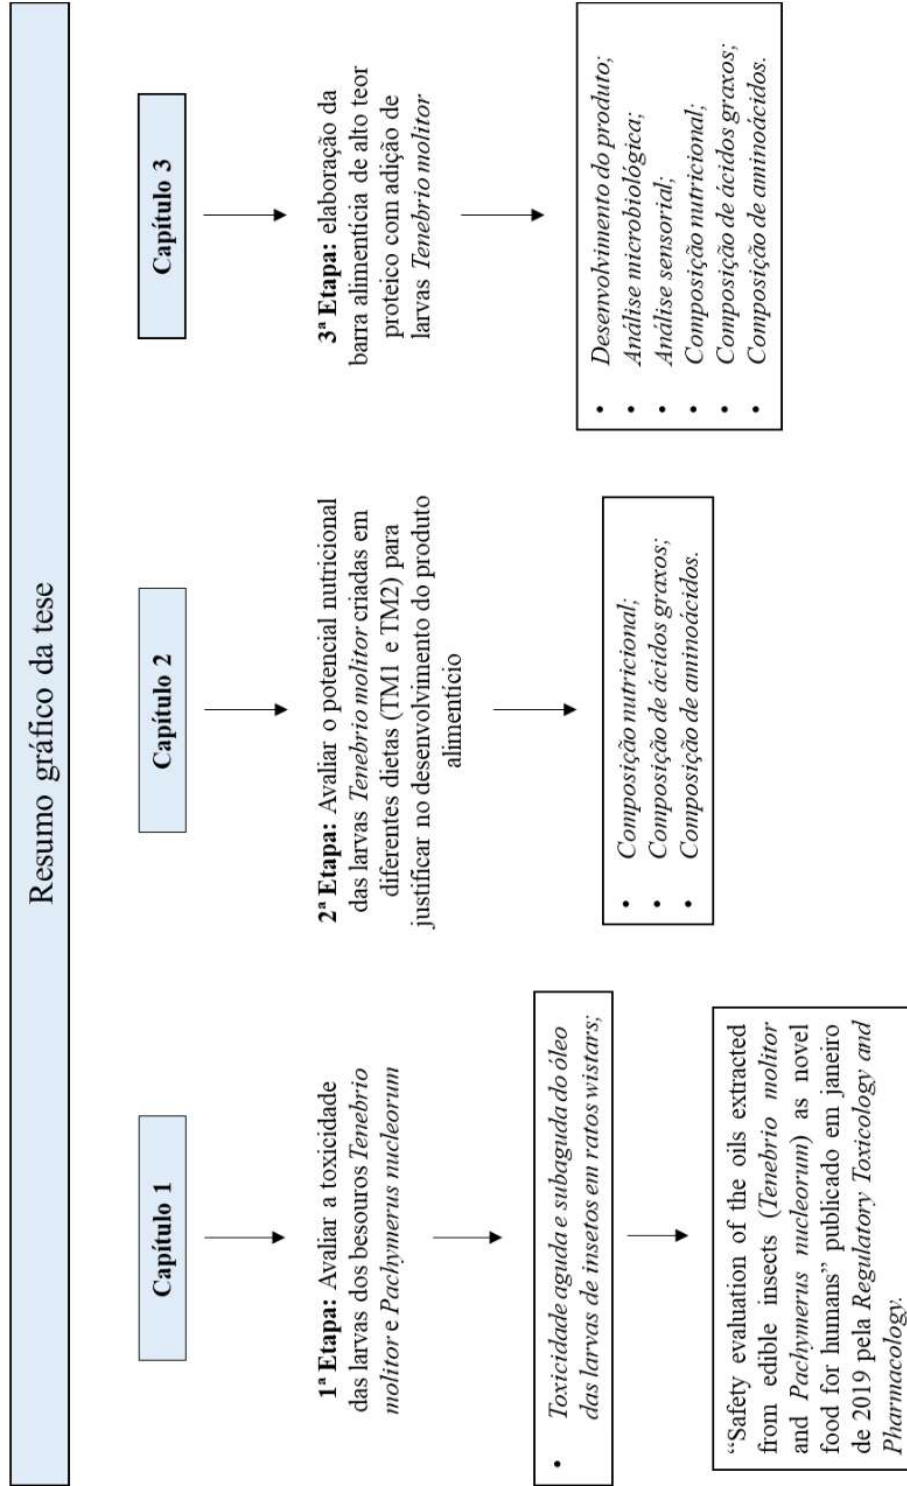 Resumo gráfico da tese
Capítulo 1
1ª Etapa: Avaliar a toxicidade
das larvas dos besouros Tenebrio
molitor e Pachymerus nucleorum
• Toxicidade aguda e subaguda do óleo
das larvas de insetos em ratos wistars;
“Safety evaluation of the oils extracted
from edible insects (Tenebrio molitor
and Pachymerus nucleorum) as novel
food for humans” publicado em janeiro
de 2019 pela Regulatory Toxicology and
Pharmacology.
Capítulo 2
2ª Etapa: Avaliar o potencial nutricional
das larvas Tenebrio molitor criadas em
diferentes dietas (TM1 e TM2) para
justificar no desenvolvimento do produto
alimentício
• Composição nutricional;
• Composição de ácidos graxos;
• Composição de aminoácidos.
Capítulo 3
3ª Etapa: elaboração da
barra alimentícia de alto teor
proteico com adição de
larvas Tenebrio molitor
• Desenvolvimento do produto;
• Análise microbiológica;
• Análise sensorial;
• Composição nutricional;
• Composição de ácidos graxos;
• Composição de aminoácidos.